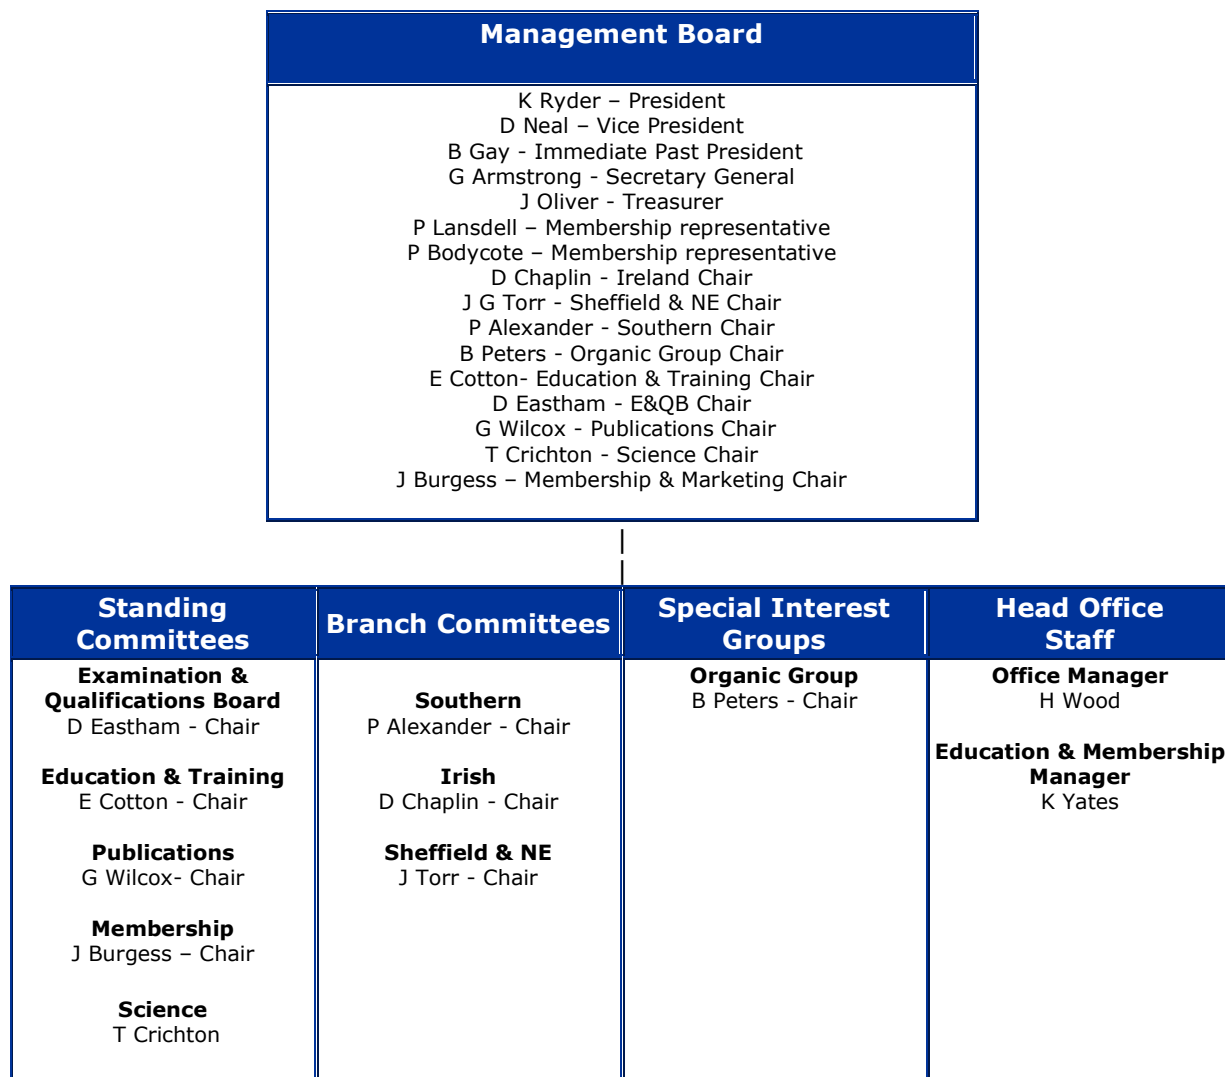 Management Board
K Ryder – President
D Neal – Vice President
B Gay - Immediate Past President
G Armstrong - Secretary General
J Oliver - Treasurer
P Lansdell – Membership representative
P Bodycote – Membership representative
D Chaplin - Ireland Chair
J G Torr - Sheffield & NE Chair
P Alexander - Southern Chair
B Peters - Organic Group Chair
E Cotton- Education & Training Chair
D Eastham - E&QB Chair
G Wilcox - Publications Chair
T Crichton - Science Chair
J Burgess – Membership & Marketing Chair
Standing
Committees
Examination &
Qualifications Board
D Eastham - Chair
Education & Training
E Cotton - Chair
Publications
G Wilcox- Chair
Membership
J Burgess – Chair
Science
T Crichton
Branch Committees
Southern
P Alexander - Chair
Irish
D Chaplin - Chair
Sheffield & NE
J Torr - Chair
Special Interest
Groups
Organic Group
B Peters - Chair
Head Office
Staff
Office Manager
H Wood
Education & Membership
Manager
K Yates